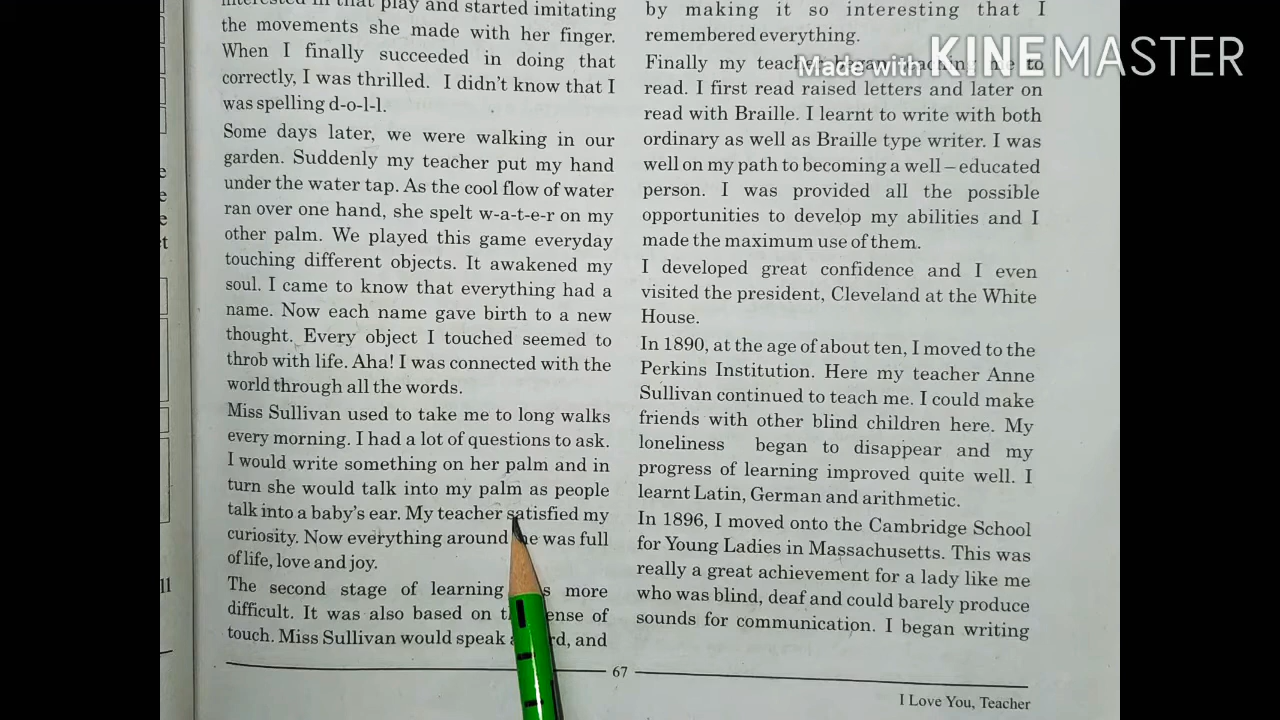 interested in that play and started imitating
the movements she made with her finger.
When I finally succeeded in doing that
correctly, I was thrilled. I didn't know that I
was spelling d-o-l-l.
Some days later, we were walking in our
garden. Suddenly my teacher put my hand
under the water tap. As the cool flow of water
ran over one hand, she spelt w-a-t-e-r on my
other palm. We played this game everyday
touching different objects. It awakened my
soul. I came to know that everything had a
name. Now each name gave birth to a new
thought. Every object I touched seemed to
throb with life. Aha! I was connected with the
world through all the words.
Miss Sullivan used to take me to long walks
every morning. I had a lot of questions to ask.
I would write something on her palm and in
turn she would talk into my palm as people
talk into a baby's ear. My teacher satisfied my
curiosity. Now everything around was full
of life, love and joy.
The second stage of learning more
difficult. It was also based on of
touch. Miss Sullivan would speak and
by making it so interesting that I
remembered everything.
Finally my to
read. I first read raised letters and later on
read with Braille. I learnt to write with both
ordinary as well as Braille type writer. I was
well on my path to becoming a well – educated
person. I was provided all the possible
opportunities to develop my abilities and I
made the maximum use of them.
I developed great confidence and I even
visited the president, Cleveland at the White
House.
In 1890, at the age of about ten, I moved to the
Perkins Institution. Here my teacher Anne
Sullivan continued to teach me. I could make
friends with other blind children here. My
loneliness began to disappear and my
progress of learning improved quite well. I
learnt Latin, German and arithmetic.
In 1896, I moved onto the Cambridge School
for Young Ladies in Massachusetts. This was
really a great achievement for a lady like me
who was blind, deaf and could barely produce
sounds for communication. I began writing
67
I Love You, Teacher
Made with KINEMASTER